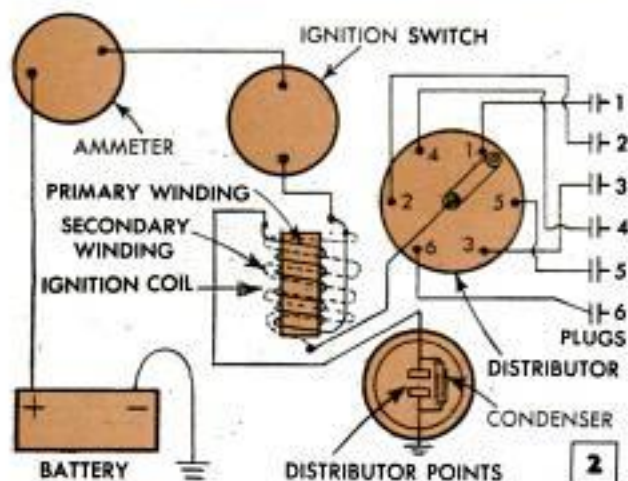 IGNITION SWITCH
AMMETER
PRIMARY WINDING
SECONDARY
WINDING
IGNITION COIL
4
1
2
5
6
3
1
2
3
4
5
6
PLUGS
DISTRIBUTOR
CONDENSER
+
−
BATTERY
DISTRIBUTOR POINTS
2